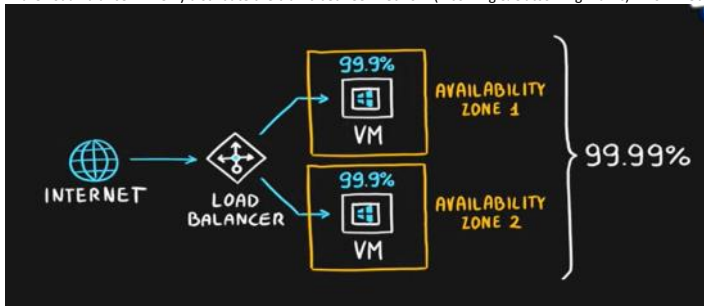 99.9%
VM
AVAILABILITY
ZONE 1
INTERNET
LOAD
BALANCER
99.99%
99.9%
VM
AVAILABILITY
ZONE 2